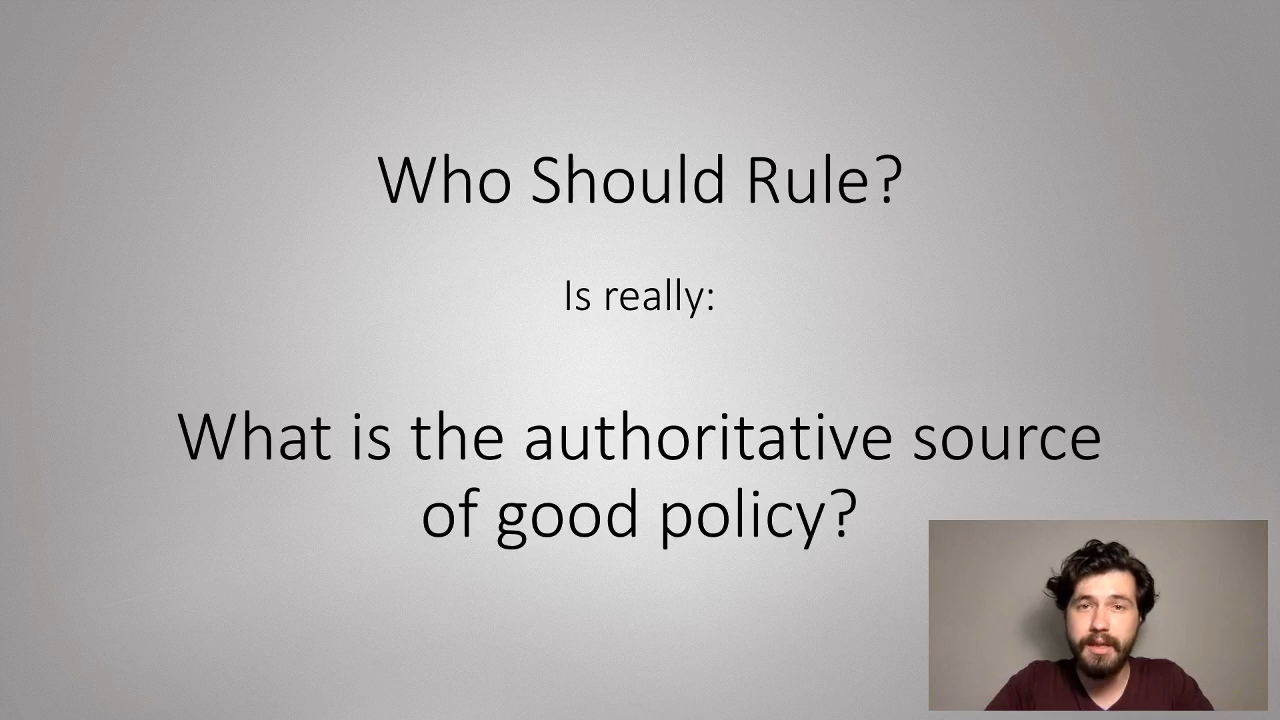 Who Should Rule?
Is really:
What is the authoritative source
of good policy?